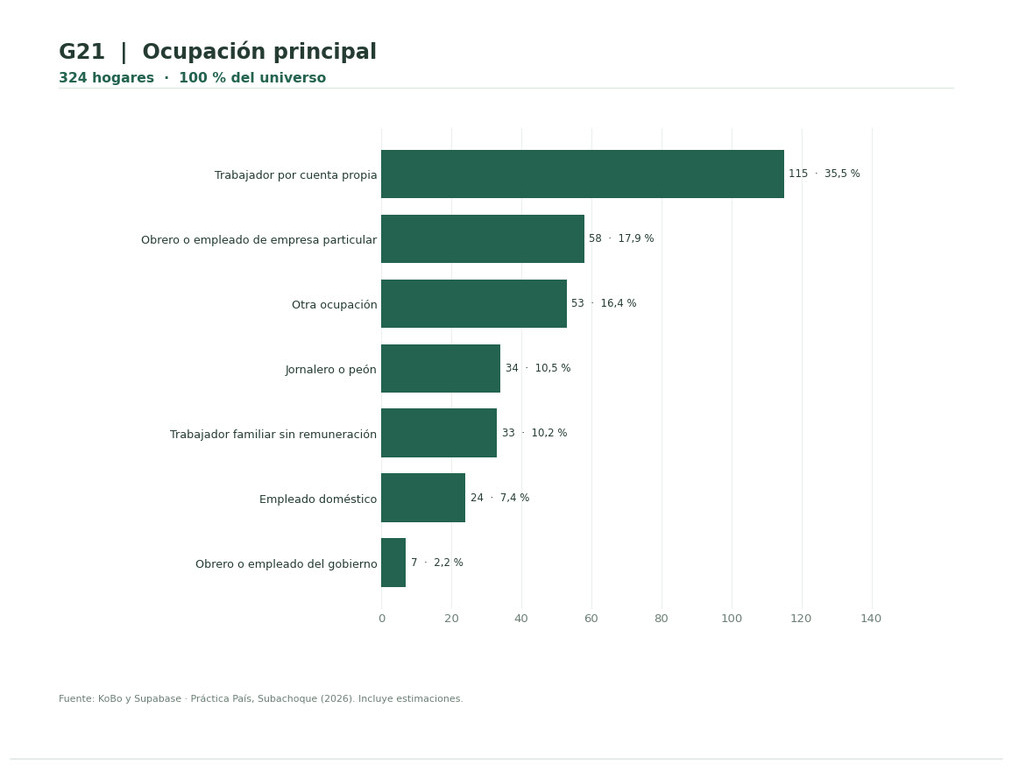 G21 | Ocupación principal
324 hogares · 100 % del universo
Trabajador por cuenta propia 115 · 35,5 %
Obrero o empleado de empresa particular 58 · 17,9 %
Otra ocupación 53 · 16,4 %
Jornalero o peón 34 · 10,5 %
Trabajador familiar sin remuneración 33 · 10,2 %
Empleado doméstico 24 · 7,4 %
Obrero o empleado del gobierno 7 · 2,2 %
0 20 40 60 80 100 120 140
Fuente: KoBo y Supabase · Práctica País, Subachoque (2026). Incluye estimaciones.